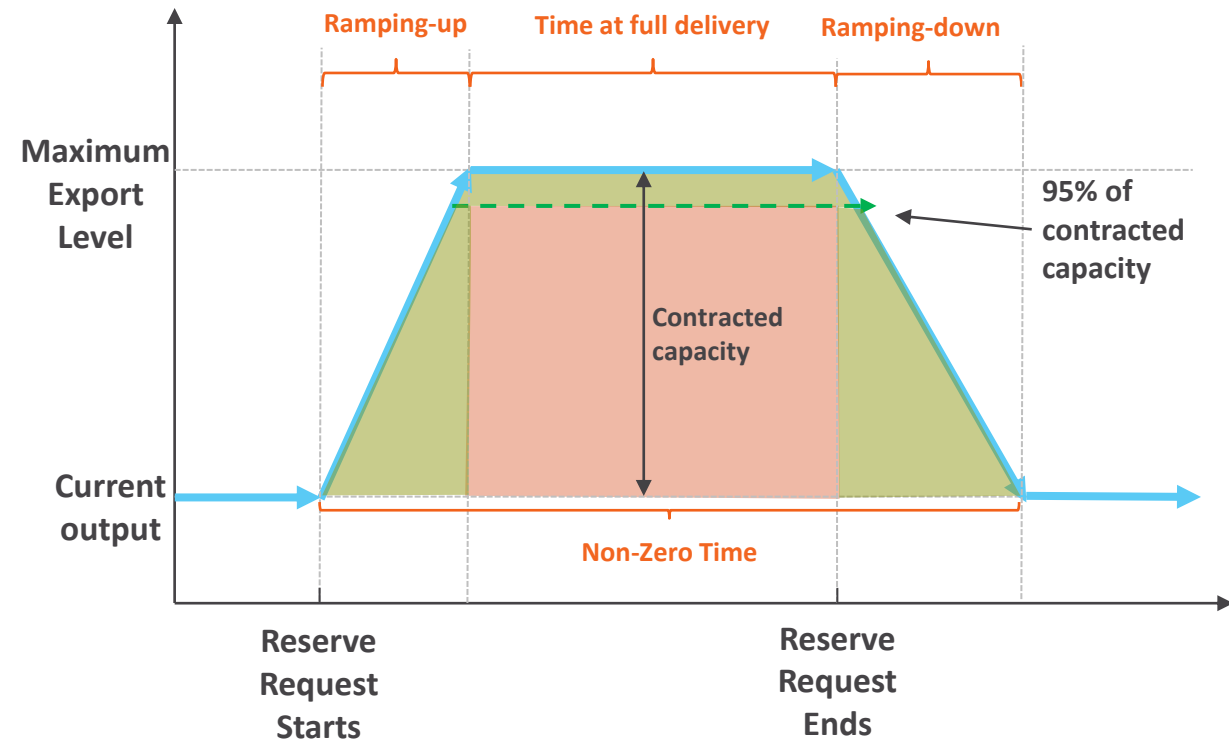 Ramping-up
Time at full delivery
Ramping-down
Maximum
Export
Level
95% of
contracted
capacity
Contracted
capacity
Current
output
Non-Zero Time
Reserve
Request
Starts
Reserve
Request
Ends